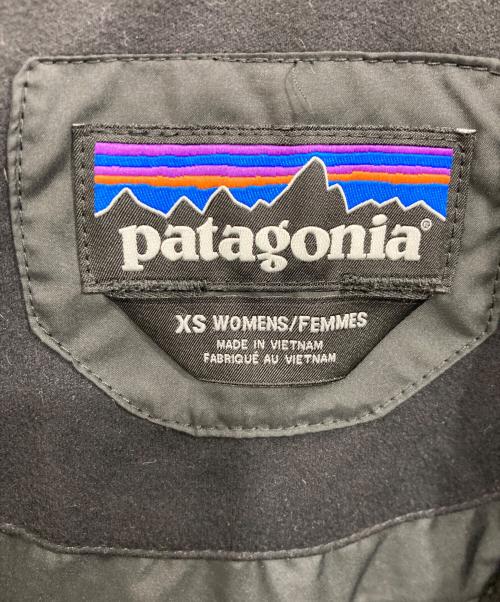 patagonia®
XS WOMENS/FEMMES
MADE IN VIETNAM
FABRIQUÉ AU VIETNAM